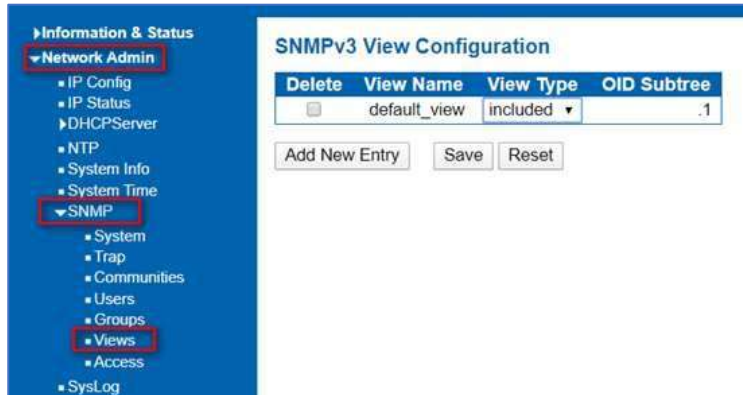 Information & Status
Network Admin
IP Config
IP Status
DHCPServer
NTP
System Info
System Time
SNMP
System
Trap
Communities
Users
Groups
Views
Access
SysLog
SNMPv3 View Configuration
Delete View Name View Type OID Subtree
default_view included .1
Add New Entry Save Reset